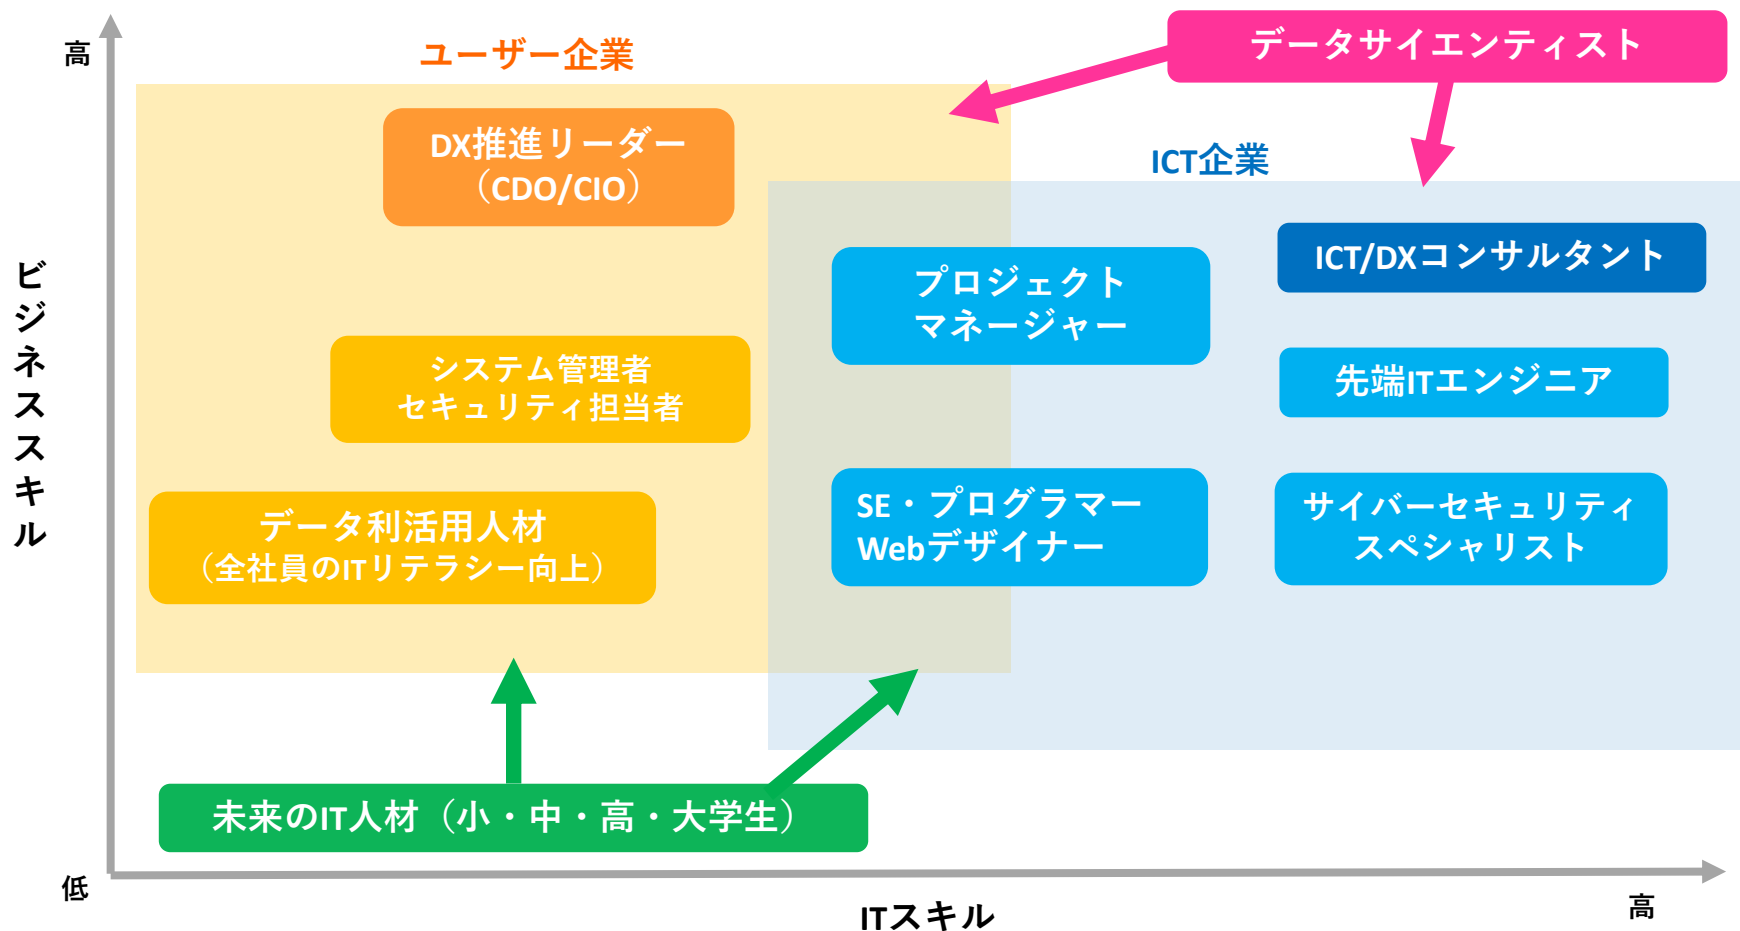 高
ユーザー企業
データサイエンティスト
DX推進リーダー
（CDO/CIO）
ICT企業
ビジネススキル
プロジェクト
マネージャー
ICT/DXコンサルタント
システム管理者
セキュリティ担当者
先端ITエンジニア
データ利活用人材
（全社員のITリテラシー向上）
SE・プログラマー
Webデザイナー
サイバーセキュリティ
スペシャリスト
未来のIT人材（小・中・高・大学生）
低
ITスキル
高